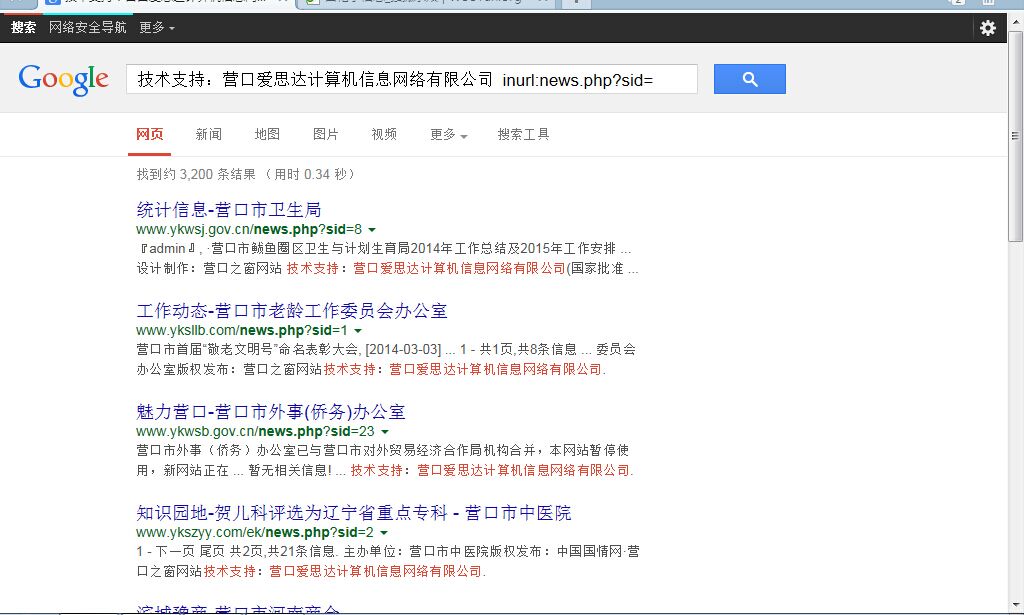 搜索 网络安全导航 更多
Google 技术支持：营口爱思达计算机信息网络有限公司 inurl:news.php?sid=
网页 新闻 地图 图片 视频 更多 搜索工具
找到约 3,200 条结果 （用时 0.34 秒）
统计信息-营口市卫生局
www.ykwsj.gov.cn/news.php?sid=8
『admin』, ·营口市鲅鱼圈区卫生与计划生育局2014年工作总结及2015年工作安排 ...
设计制作：营口之窗网站 技术支持：营口爱思达计算机信息网络有限公司(国家批准 ...
工作动态-营口市老龄工作委员会办公室
www.yksllb.com/news.php?sid=1
营口市首届“敬老文明号”命名表彰大会, [2014-03-03] ... 1 - 共1页,共8条信息 ... 委员会
办公室版权发布：营口之窗网站技术支持：营口爱思达计算机信息网络有限公司.
魅力营口-营口市外事(侨务)办公室
www.ykwsb.gov.cn/news.php?sid=23
营口市外事（侨务）办公室已与营口市对外贸易经济合作局机构合并，本网站暂停使
用，新网站正在 ... 暂无相关信息! ... 技术支持：营口爱思达计算机信息网络有限公司.
知识园地-贺儿科评选为辽宁省重点专科 - 营口市中医院
www.ykszyy.com/ek/news.php?sid=2
1 - 下一页 尾页 共2页,共21条信息. 主办单位：营口市中医院版权发布：中国国情网·营
口之窗网站技术支持：营口爱思达计算机信息网络有限公司.
滨城豫商-营口市河南商会